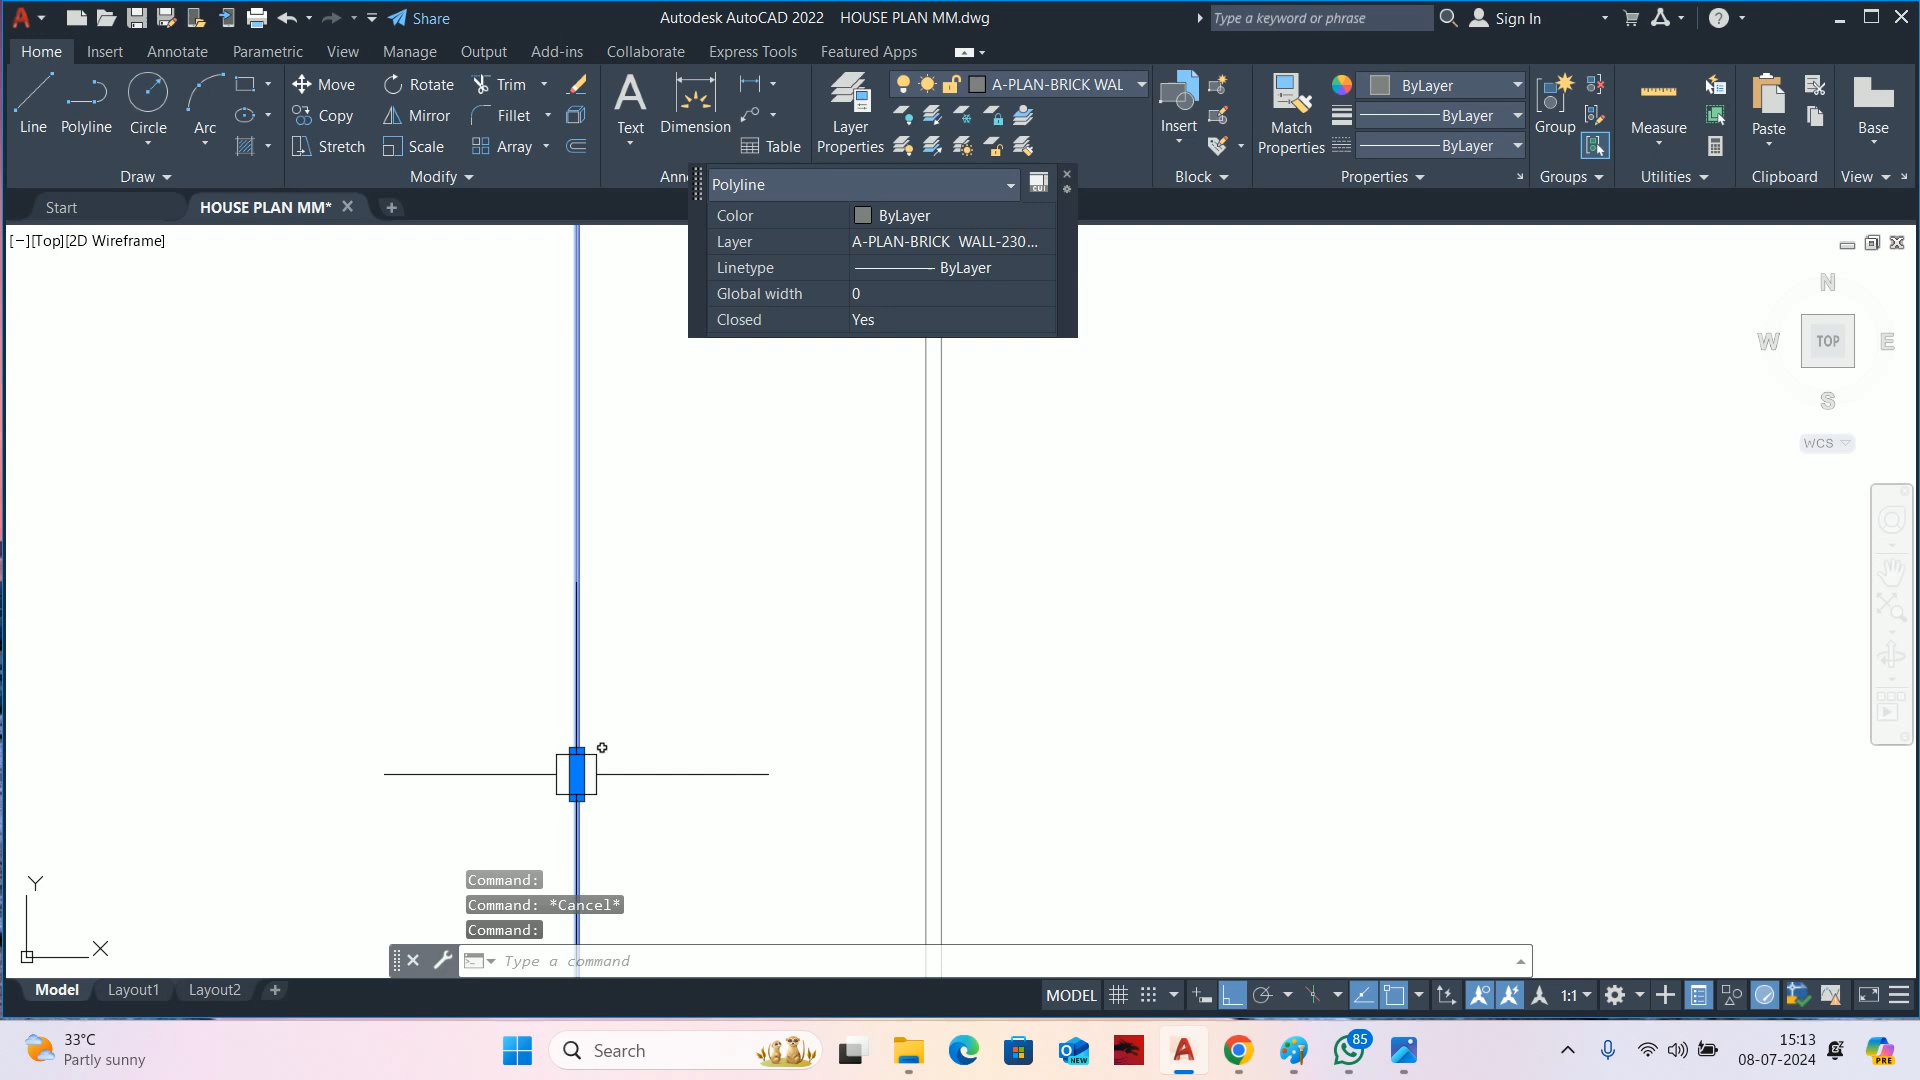 A Share Autodesk AutoCAD 2022 HOUSE PLAN MM.dwg Type a keyword or phrase Sign In ?
Home Insert Annotate Parametric View Manage Output Add-ins Collaborate Express Tools Featured Apps
Line Polyline Circle Arc
Move Rotate Trim
Copy Mirror Fillet
Stretch Scale Array
Text Dimension Table
Layer Properties
A-PLAN-BRICK WAL
Insert
Match Properties
ByLayer
ByLayer
ByLayer
Group Measure Paste Base
Draw Modify Anno Block Properties Groups Utilities Clipboard View
Start HOUSE PLAN MM*
[−][Top][2D Wireframe]
Polyline CUI
Color ByLayer
Layer A-PLAN-BRICK WALL-230...
Linetype ByLayer
Global width 0
Closed Yes
N
W TOP E
S
WCS
Y
X
Command:
Command: *Cancel*
Command:
Type a command
Model Layout1 Layout2 + MODEL 1:1
33°C
Partly sunny
Search
NEW
85
15:13
08-07-2024
PRE